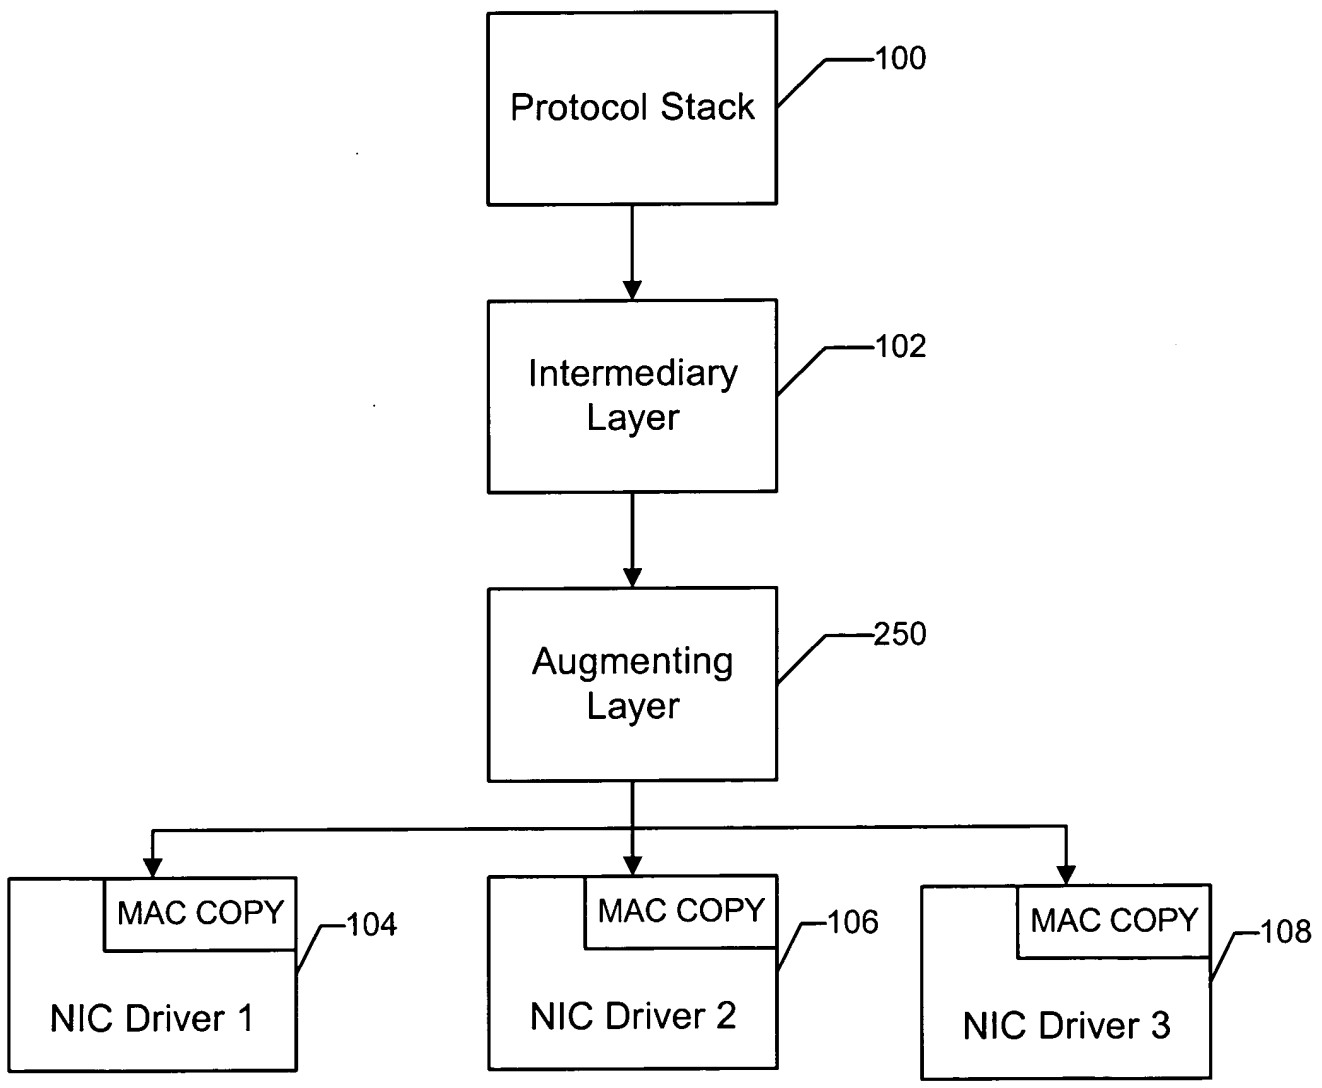 100
Protocol Stack
102
Intermediary
Layer
250
Augmenting
Layer
MAC COPY
104
NIC Driver 1
MAC COPY
106
NIC Driver 2
MAC COPY
108
NIC Driver 3